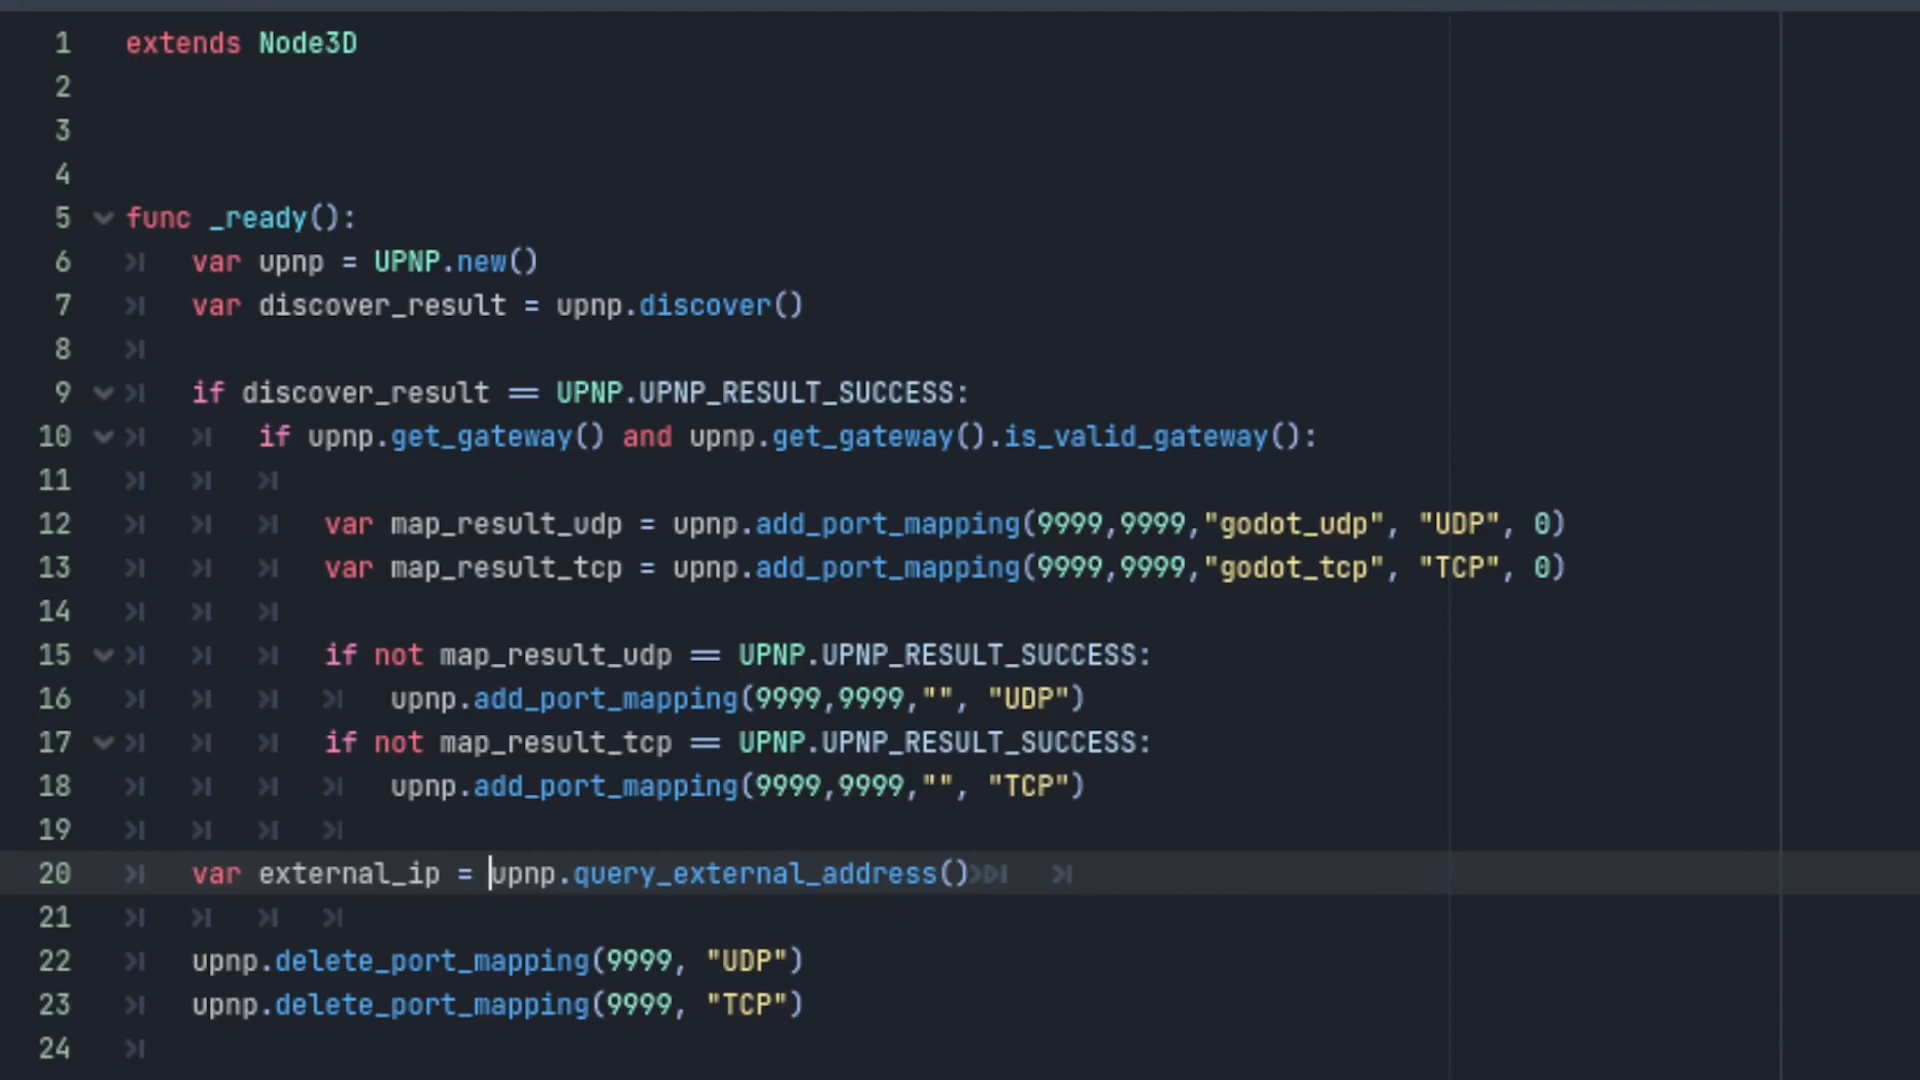 1 extends Node3D
2
3
4
5 func _ready():
6 var upnp = UPNP.new()
7 var discover_result = upnp.discover()
8
9 if discover_result == UPNP.UPNP_RESULT_SUCCESS:
10 if upnp.get_gateway() and upnp.get_gateway().is_valid_gateway():
11
12 var map_result_udp = upnp.add_port_mapping(9999,9999,"godot_udp", "UDP", 0)
13 var map_result_tcp = upnp.add_port_mapping(9999,9999,"godot_tcp", "TCP", 0)
14
15 if not map_result_udp == UPNP.UPNP_RESULT_SUCCESS:
16 upnp.add_port_mapping(9999,9999,"", "UDP")
17 if not map_result_tcp == UPNP.UPNP_RESULT_SUCCESS:
18 upnp.add_port_mapping(9999,9999,"", "TCP")
19
20 var external_ip = upnp.query_external_address()
21
22 upnp.delete_port_mapping(9999, "UDP")
23 upnp.delete_port_mapping(9999, "TCP")
24